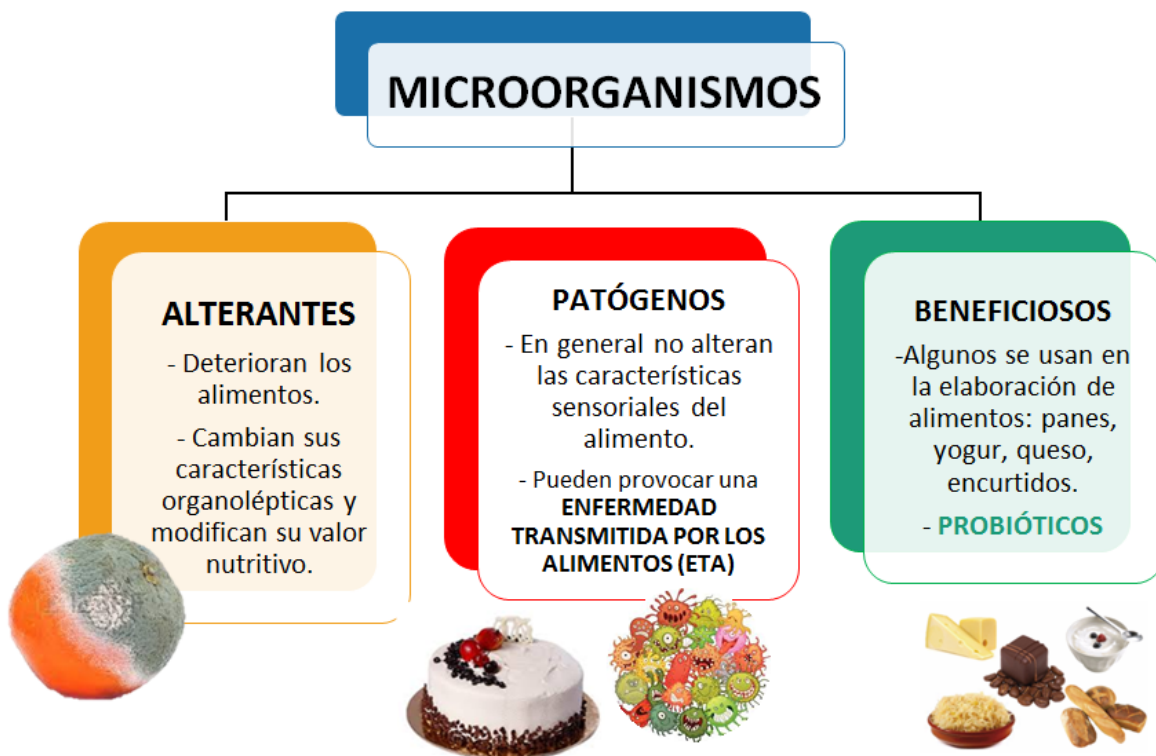 MICROORGANISMOS
ALTERANTES
- Deterioran los
alimentos.
- Cambian sus
características
organolépticas y
modifican su valor
nutritivo.
PATÓGENOS
- En general no alteran
las características
sensoriales del
alimento.
- Pueden provocar una
ENFERMEDAD
TRANSMITIDA POR LOS
ALIMENTOS (ETA)
BENEFICIOSOS
-Algunos se usan en
la elaboración de
alimentos: panes,
yogur, queso,
encurtidos.
- PROBIÓTICOS